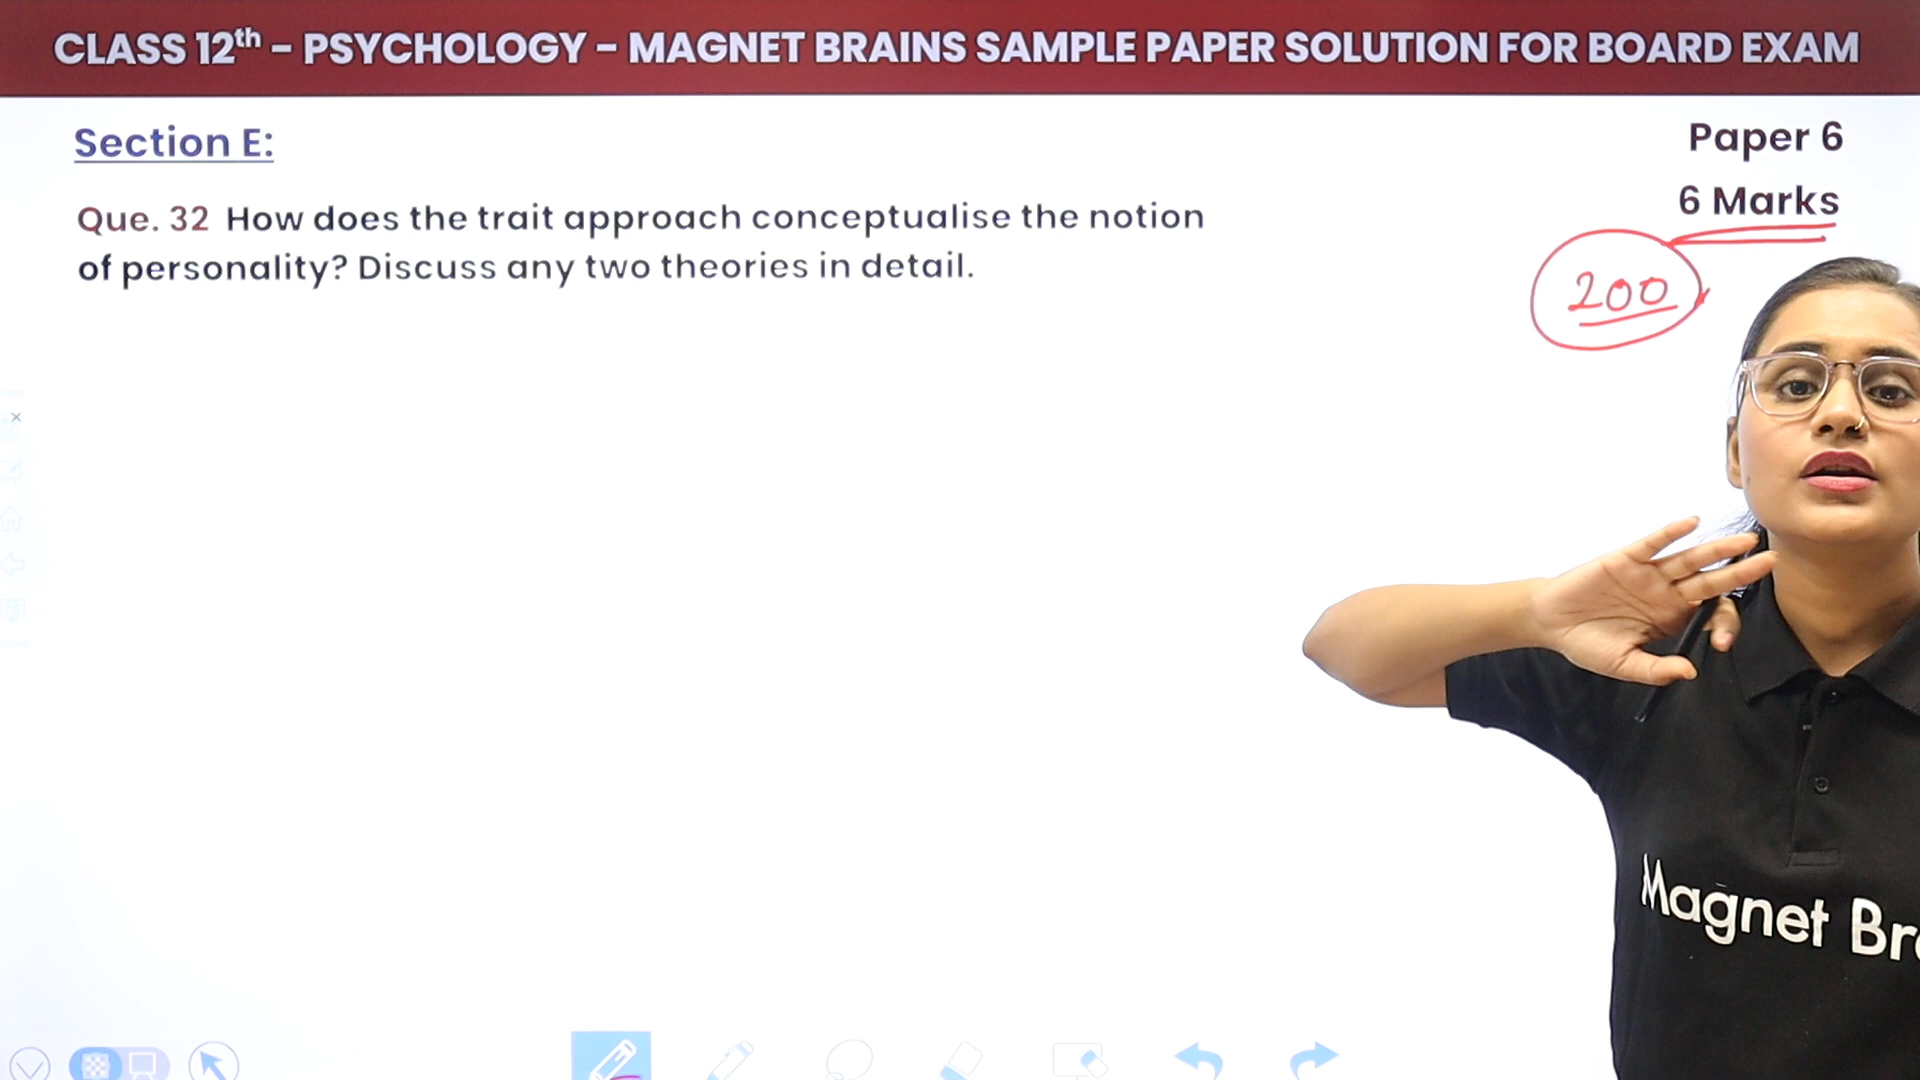 CLASS 12th – PSYCHOLOGY – MAGNET BRAINS SAMPLE PAPER SOLUTION FOR BOARD EXAM
Section E:
Paper 6
6 Marks
Que. 32 How does the trait approach conceptualise the notion
of personality? Discuss any two theories in detail.
200
Magnet Bra